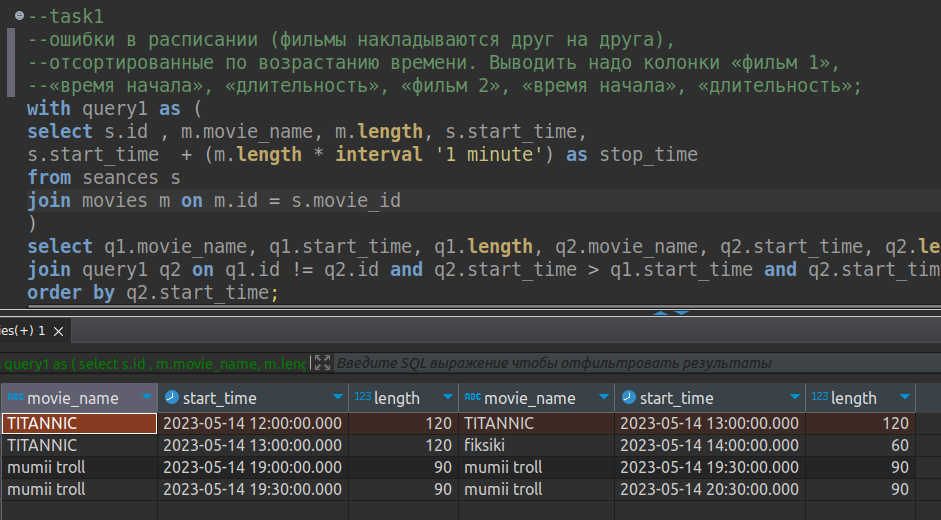 --task1
--ошибки в расписании (фильмы накладываются друг на друга),
--отсортированные по возрастанию времени. Выводить надо колонки «фильм 1»,
--«время начала», «длительность», «фильм 2», «время начала», «длительность»;
with query1 as (
select s.id , m.movie_name, m.length, s.start_time,
s.start_time  + (m.length * interval '1 minute') as stop_time
from seances s
join movies m on m.id = s.movie_id
)
select q1.movie_name, q1.start_time, q1.length, q2.movie_name, q2.start_time, q2.le
join query1 q2 on q1.id != q2.id and q2.start_time > q1.start_time and q2.start_tim
order by q2.start_time;
ies(+) 1
query1 as ( select s.id , m.movie_name, m.leng Введите SQL выражение чтобы отфильтровать результаты
ABC movie_name start_time 123 length ABC movie_name start_time 123 length
TITANNIC 2023-05-14 12:00:00.000 120 TITANNIC 2023-05-14 13:00:00.000 120
TITANNIC 2023-05-14 13:00:00.000 120 fiksiki 2023-05-14 14:00:00.000 60
mumii troll 2023-05-14 19:00:00.000 90 mumii troll 2023-05-14 19:30:00.000 90
mumii troll 2023-05-14 19:30:00.000 90 mumii troll 2023-05-14 20:30:00.000 90